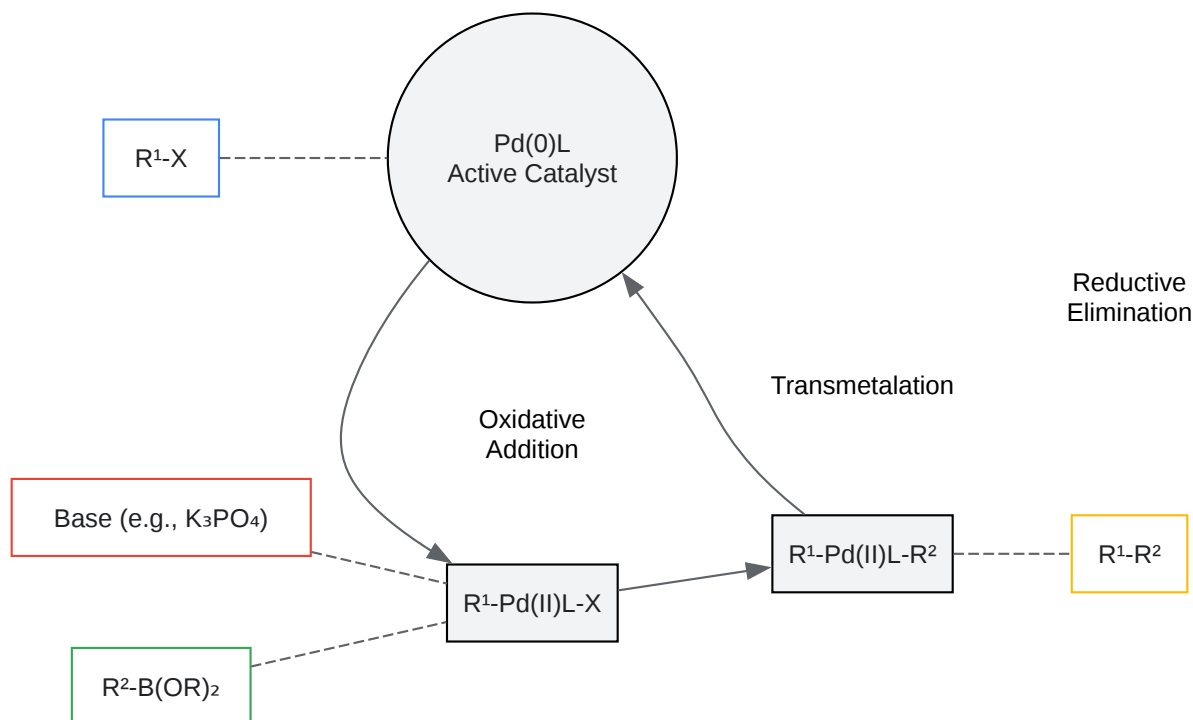 Pd(0)L
Active Catalyst
R¹-X
Reductive
Elimination
Transmetalation
Oxidative
Addition
Base (e.g., K₃PO₄)
R¹-Pd(II)L-R²
R¹-R²
R¹-Pd(II)L-X
R²-B(OR)₂